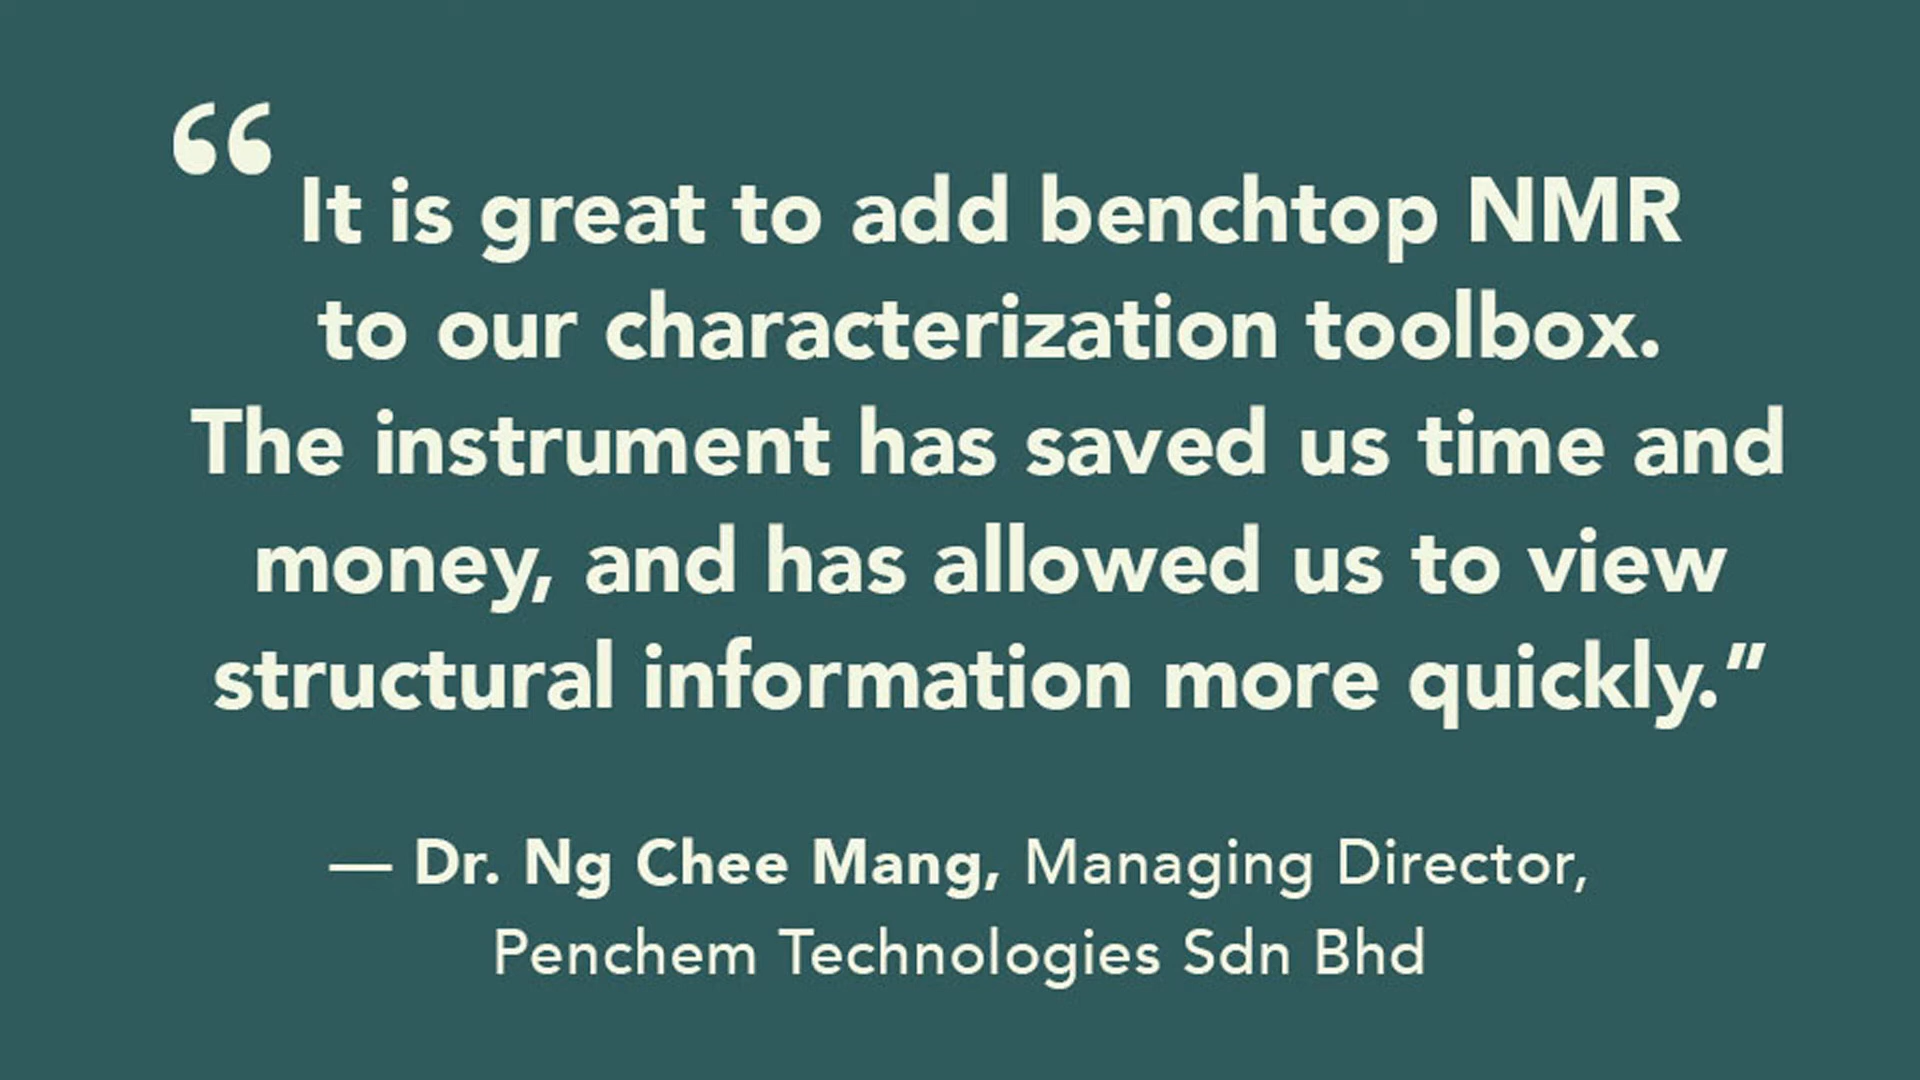 “ It is great to add benchtop NMR
to our characterization toolbox.
The instrument has saved us time and
money, and has allowed us to view
structural information more quickly.”
— Dr. Ng Chee Mang, Managing Director,
Penchem Technologies Sdn Bhd